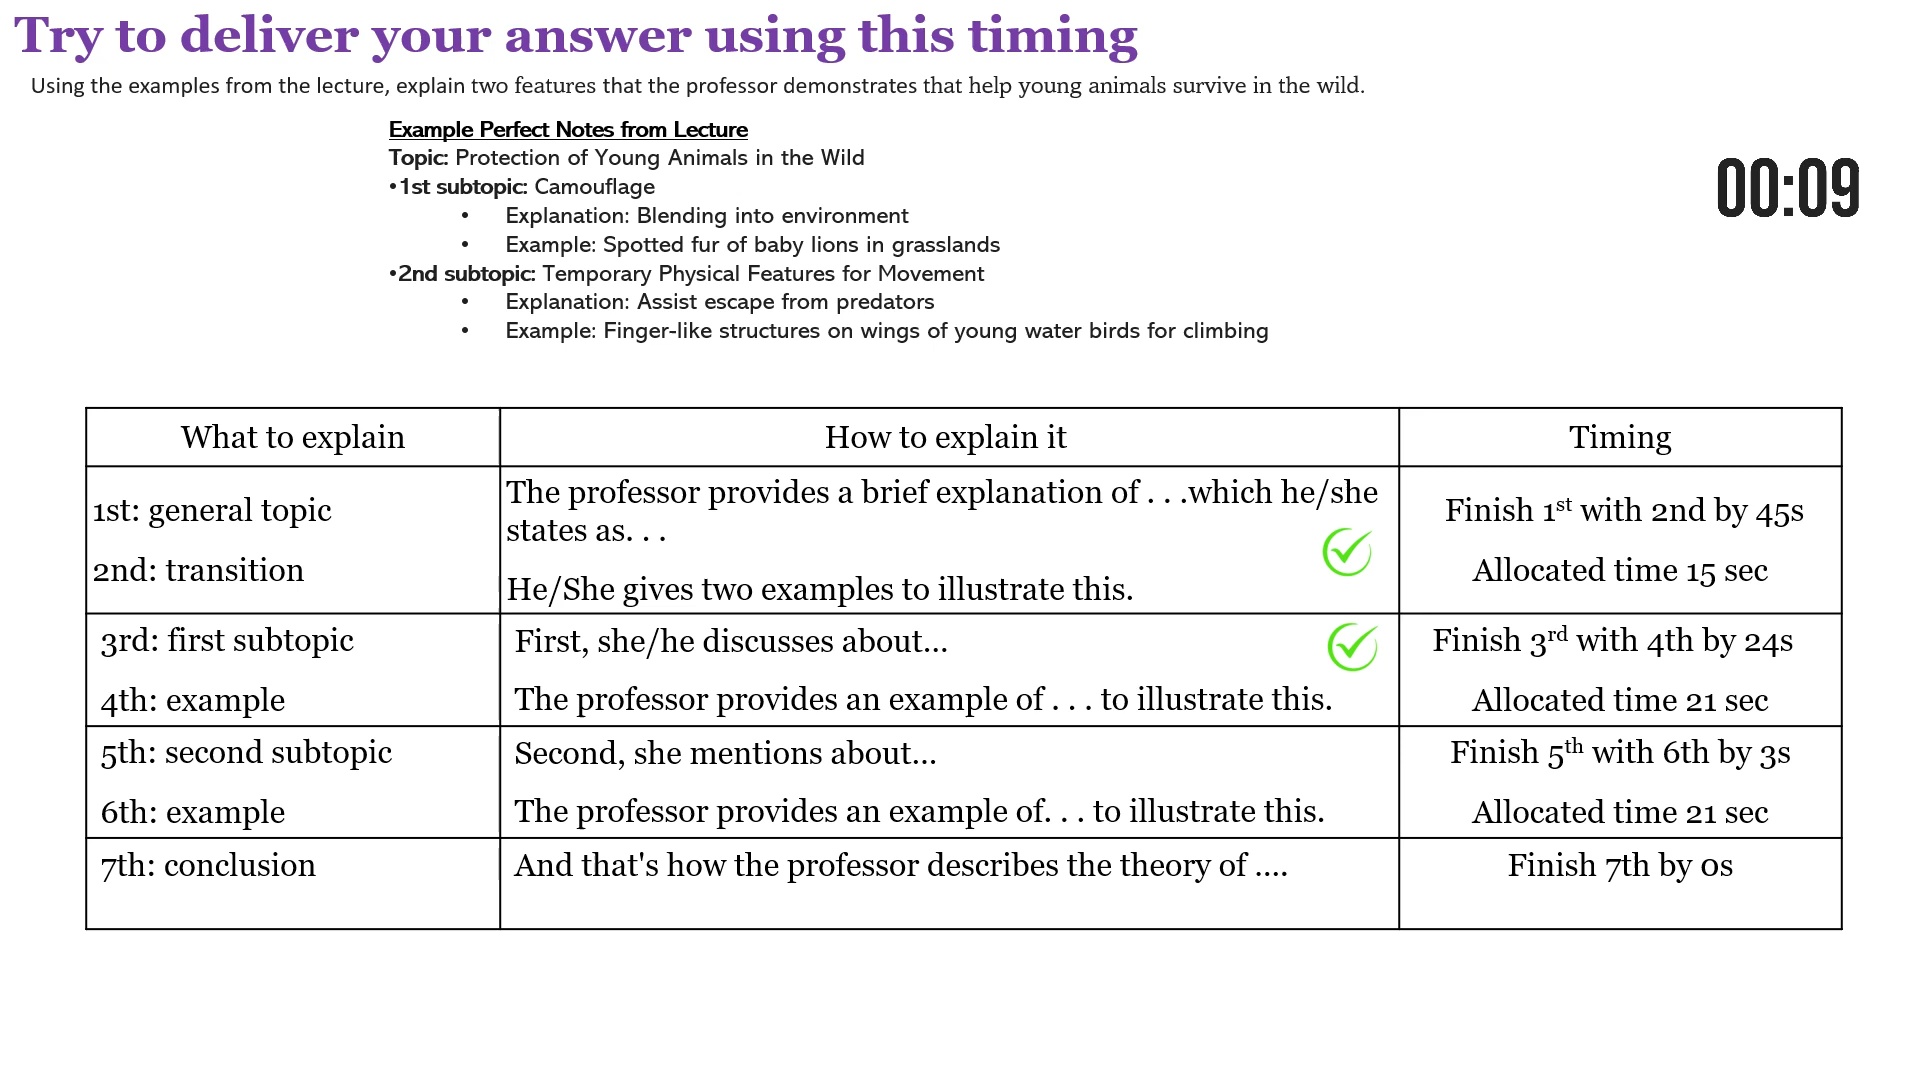 Try to deliver your answer using this timing
Using the examples from the lecture, explain two features that the professor demonstrates that help young animals survive in the wild.
Example Perfect Notes from Lecture
Topic: Protection of Young Animals in the Wild
•1st subtopic: Camouflage
• Explanation: Blending into environment
• Example: Spotted fur of baby lions in grasslands
•2nd subtopic: Temporary Physical Features for Movement
• Explanation: Assist escape from predators
• Example: Finger-like structures on wings of young water birds for climbing
00:09
What to explain
How to explain it
Timing
1st: general topic
2nd: transition
The professor provides a brief explanation of . . .which he/she
states as. . .
He/She gives two examples to illustrate this.
Finish 1st with 2nd by 45s
Allocated time 15 sec
3rd: first subtopic
4th: example
First, she/he discusses about...
The professor provides an example of . . . to illustrate this.
Finish 3rd with 4th by 24s
Allocated time 21 sec
5th: second subtopic
6th: example
Second, she mentions about...
The professor provides an example of. . . to illustrate this.
Finish 5th with 6th by 3s
Allocated time 21 sec
7th: conclusion
And that's how the professor describes the theory of ....
Finish 7th by 0s